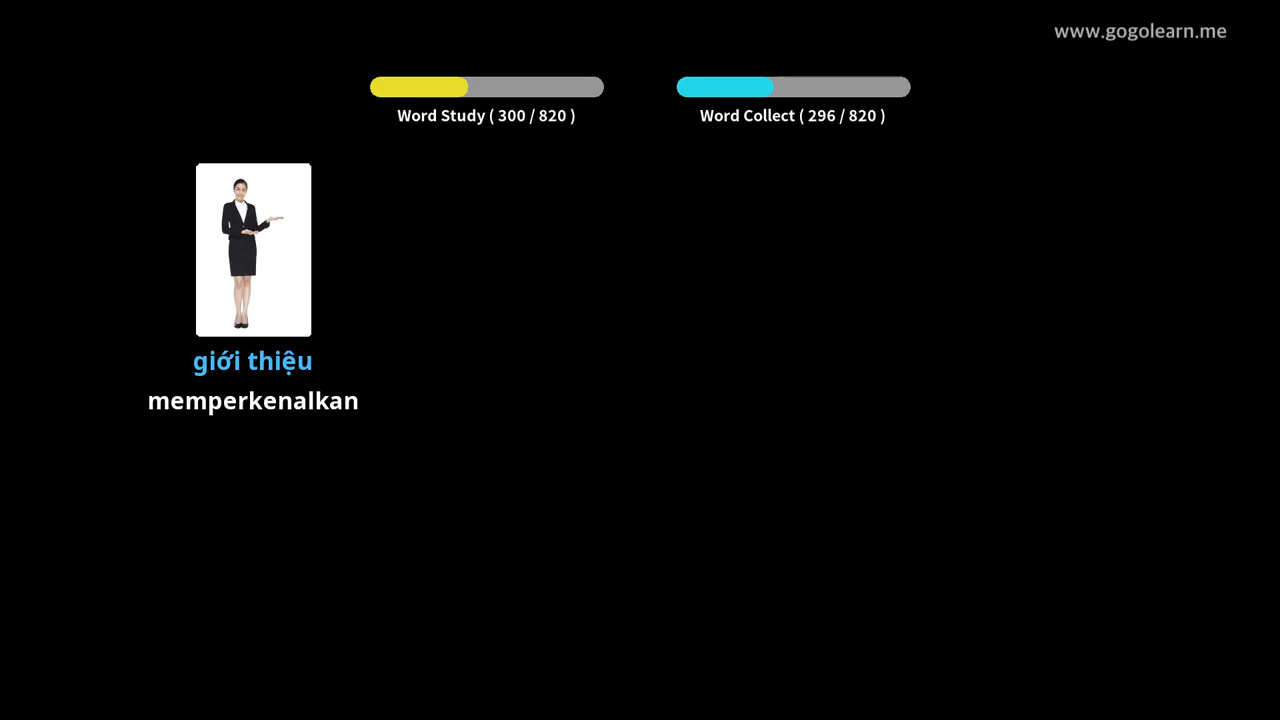 www.gogolearn.me
Word Study ( 300 / 820 )
Word Collect ( 296 / 820 )
giới thiệu
memperkenalkan